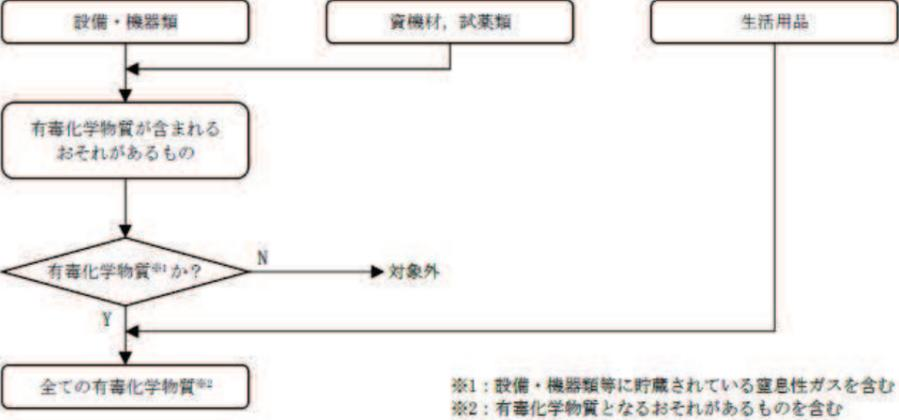 設備・機器類
資機材，試薬類
生活用品
有毒化学物質が含まれる
おそれがあるもの
有毒化学物質※1か？
N
対象外
Y
全ての有毒化学物質※2
※1：設備・機器類等に貯蔵されている窒息性ガスを含む
※2：有毒化学物質となるおそれがあるものを含む